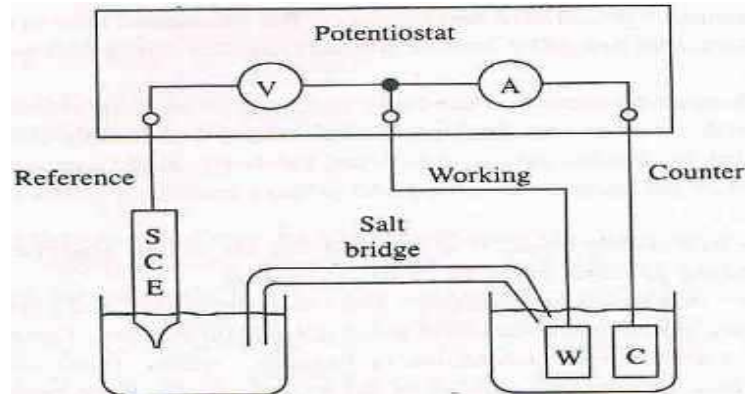 Potentiostat
V
A
Reference
Working
Counter
S
C
E
Salt
bridge
W
C